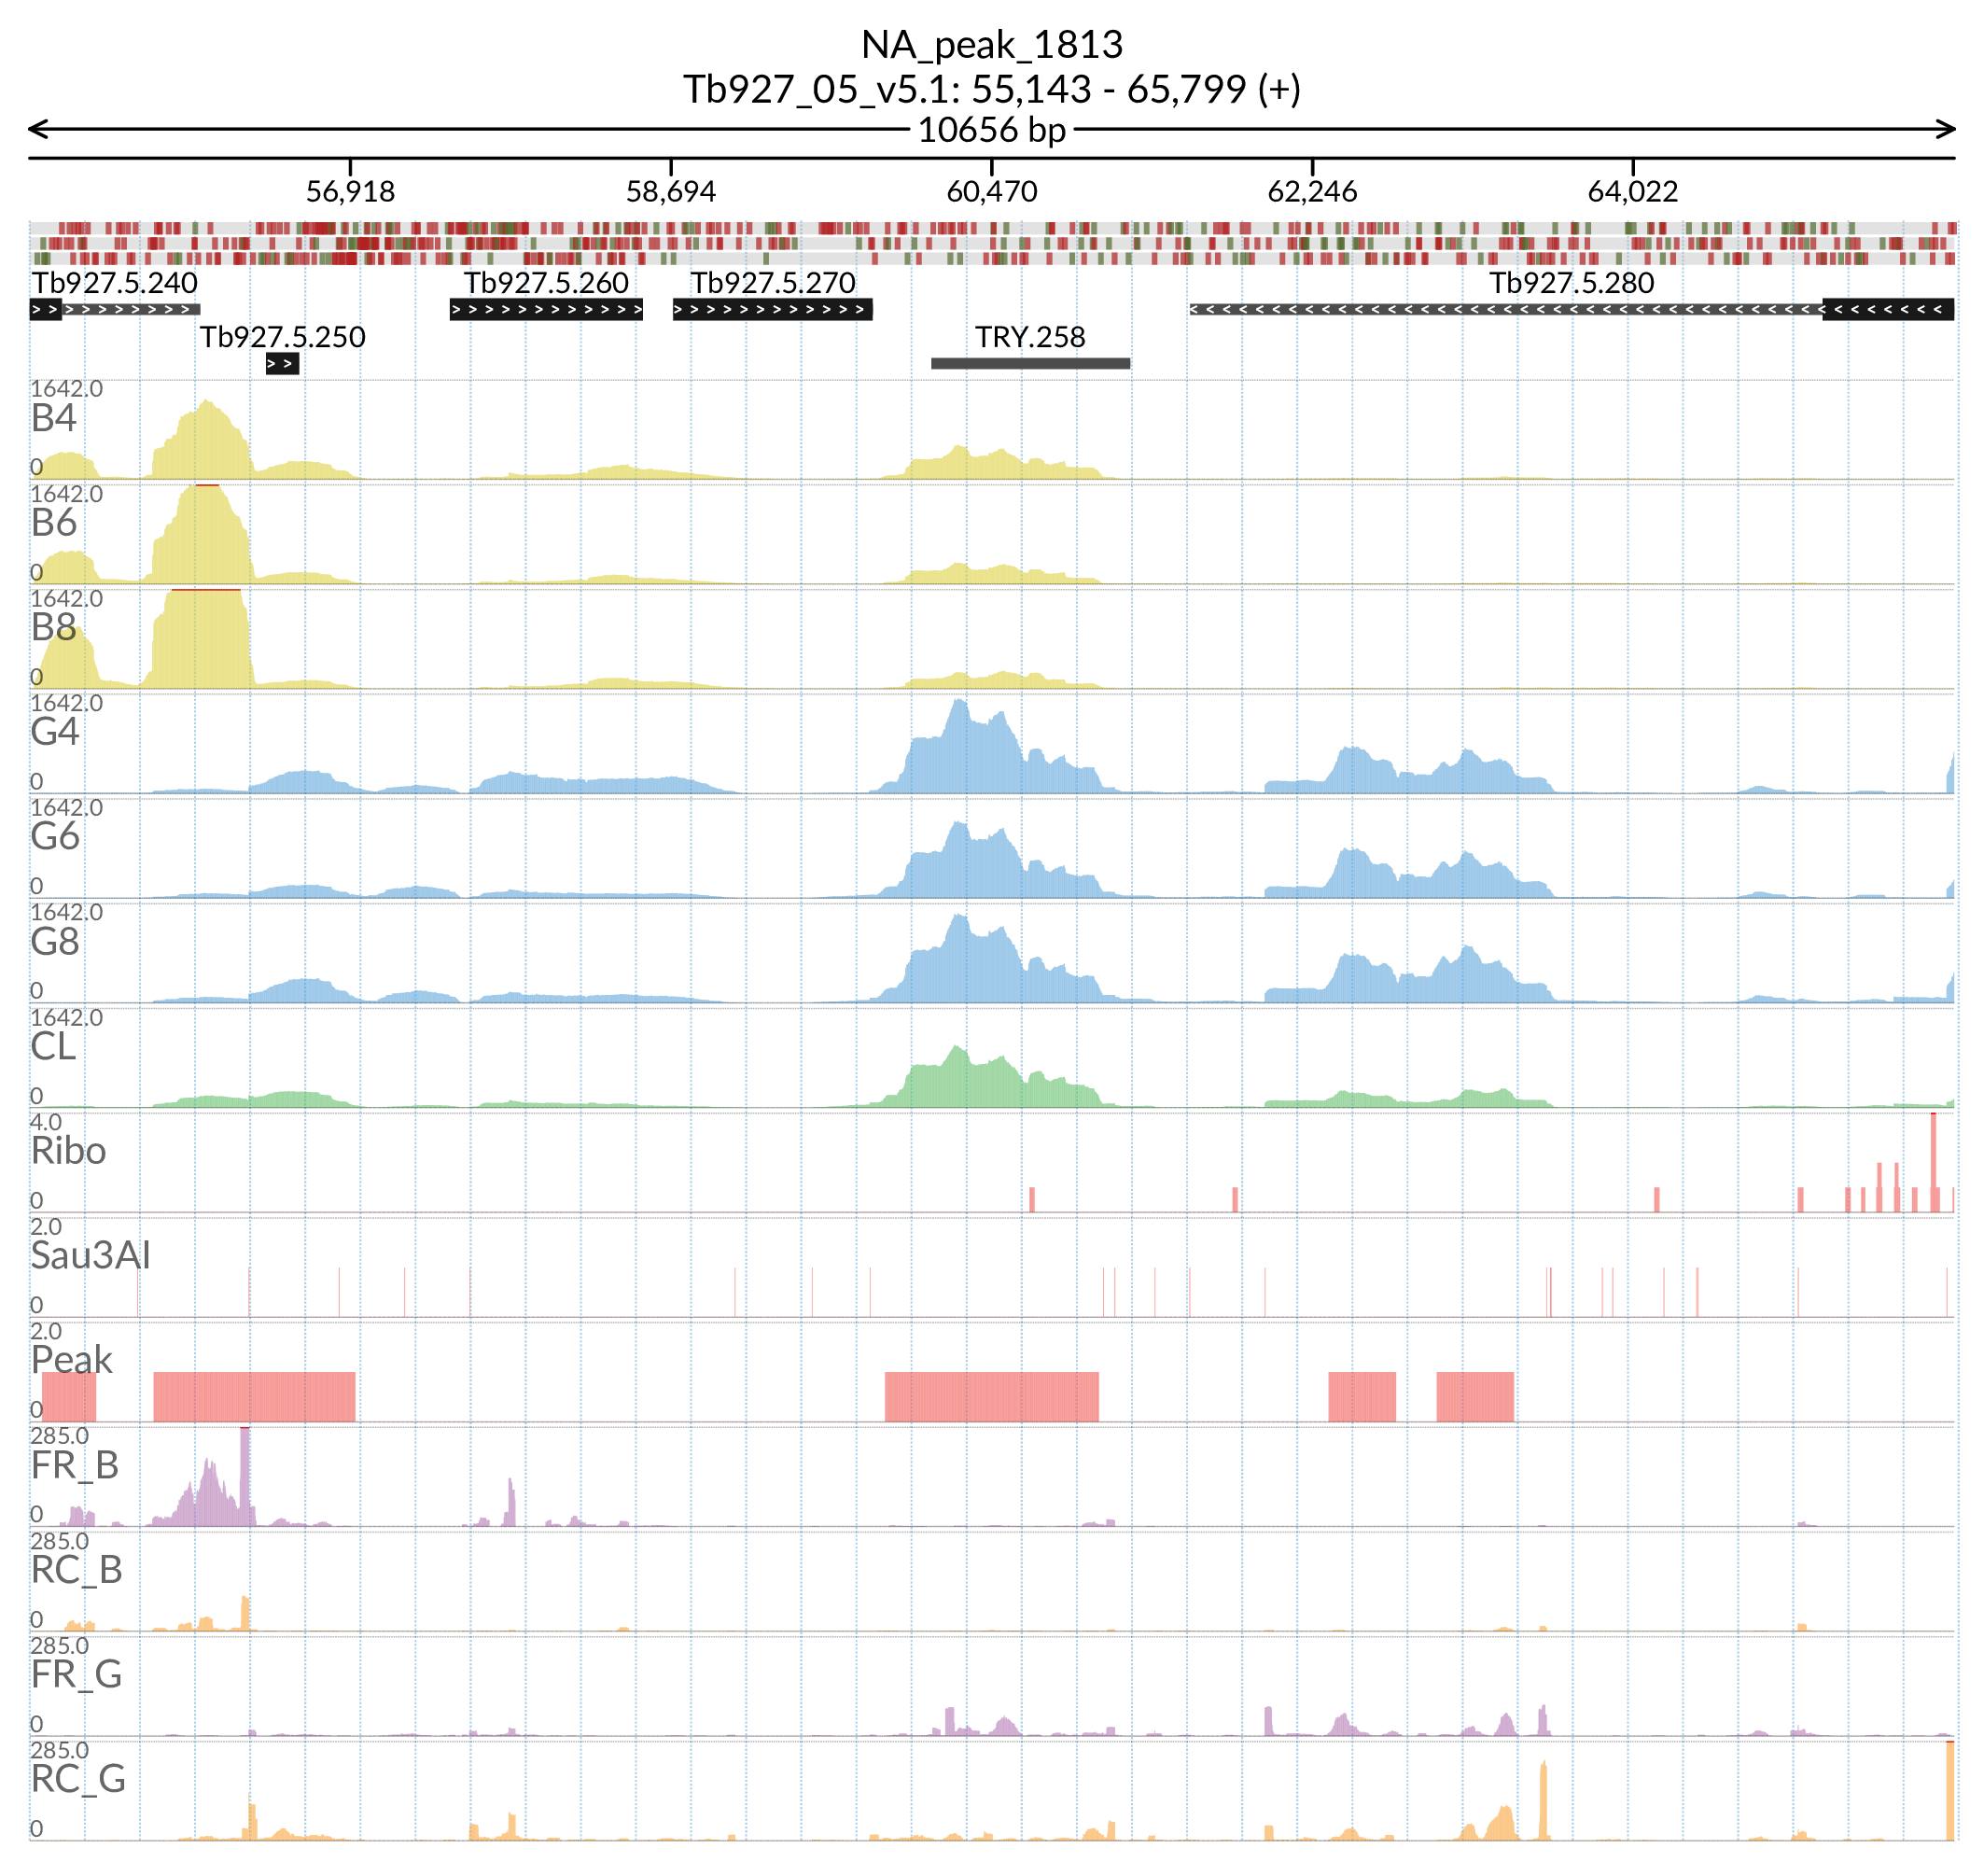 NA_peak_1813
Tb927_05_v5.1: 55,143 - 65,799 (+)
10656 bp
56,918 58,694 60,470 62,246 64,022
Tb927.5.240 Tb927.5.260 Tb927.5.270 Tb927.5.280
Tb927.5.250 TRY.258
1642.0
B4
0
1642.0
B6
0
1642.0
B8
0
1642.0
G4
0
1642.0
G6
0
1642.0
G8
0
1642.0
CL
0
4.0
Ribo
0
2.0
Sau3AI
0
2.0
Peak
0
285.0
FR_B
0
285.0
RC_B
0
285.0
FR_G
0
285.0
RC_G
0